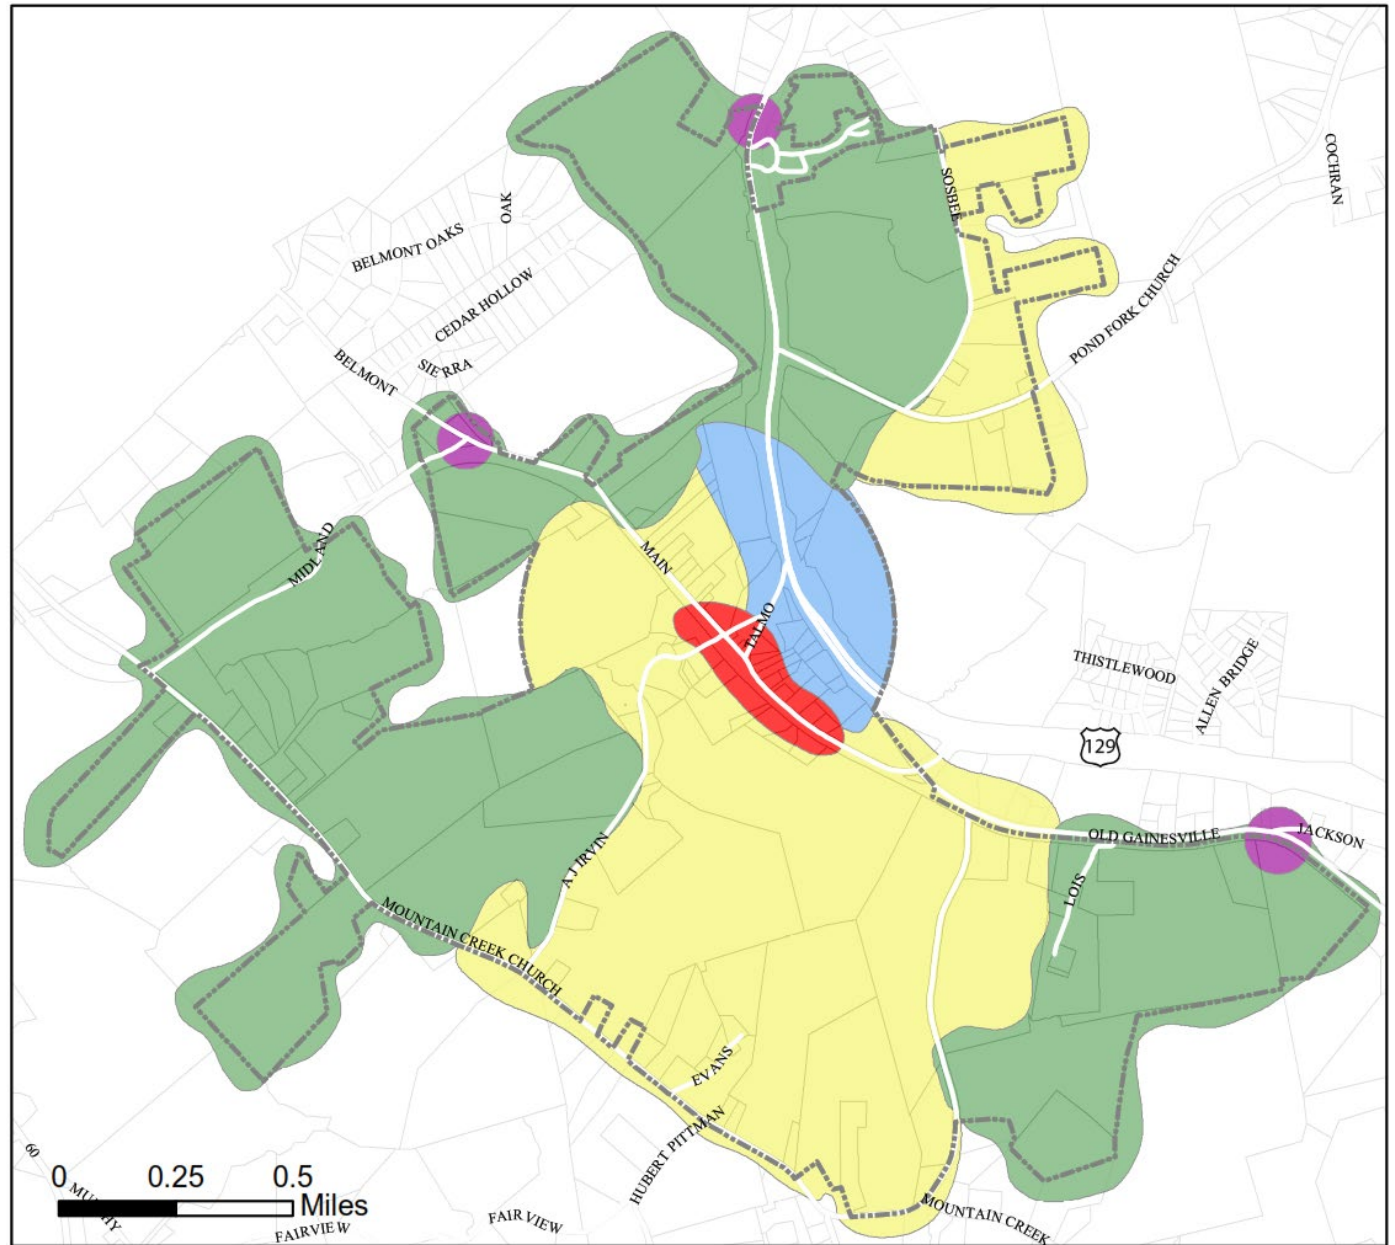 COCHRAN
SOSBEE
OAK
BELMONT OAKS
CEDAR HOLLOW
POND FORK CHURCH
SIERRA
BELMONT
MIDLAND
MAIN
TALMO
THISTLEWOOD
ALLEN BRIDGE
129
OLD GAINESVILLE
JACKSON
LOIS
A J IRVIN
MOUNTAIN CREEK CHURCH
EVANS
HUBERT PITTMAN
60
0 0.25 0.5
Miles
MURPHY
FAIRVIEW
FAIRVIEW
MOUNTAIN CREEK